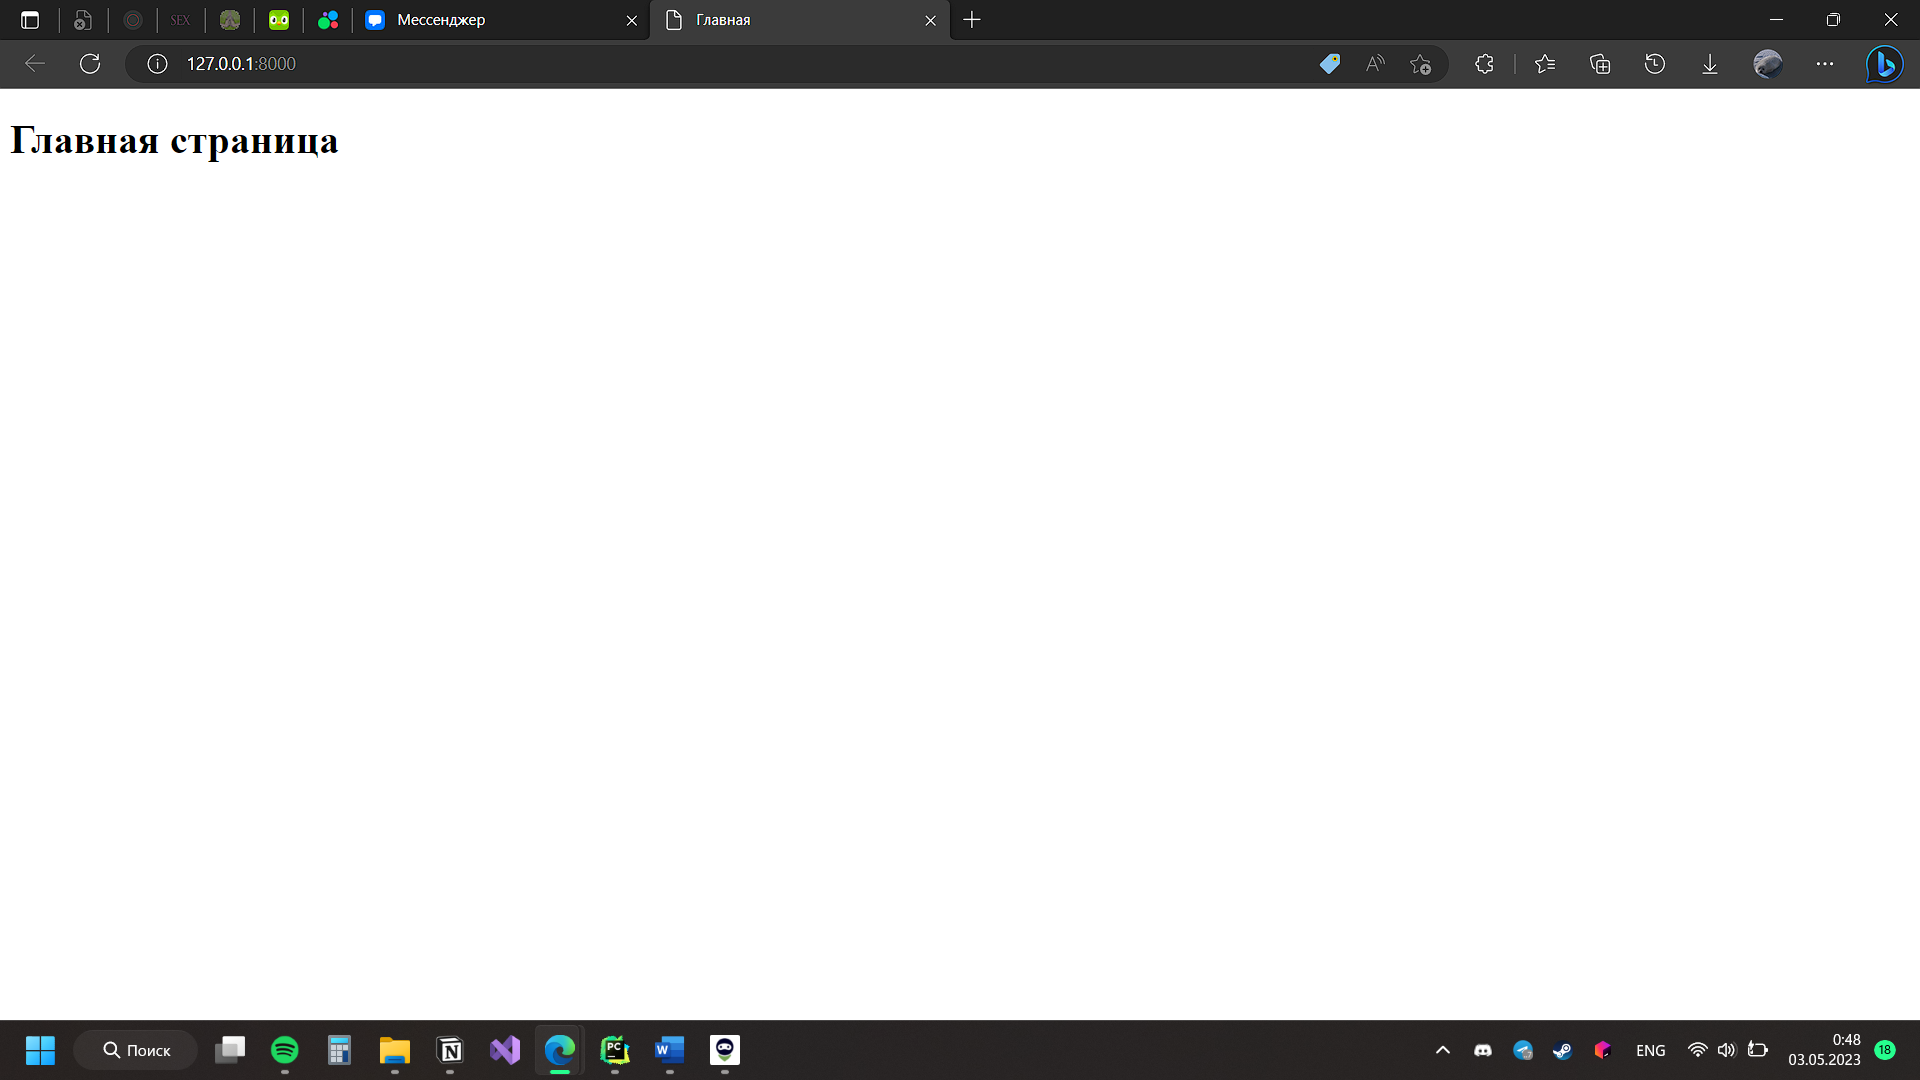 SEX
Мессенджер
Главная
127.0.0.1:8000
Главная страница
Поиск
ENG
0:48
03.05.2023
18